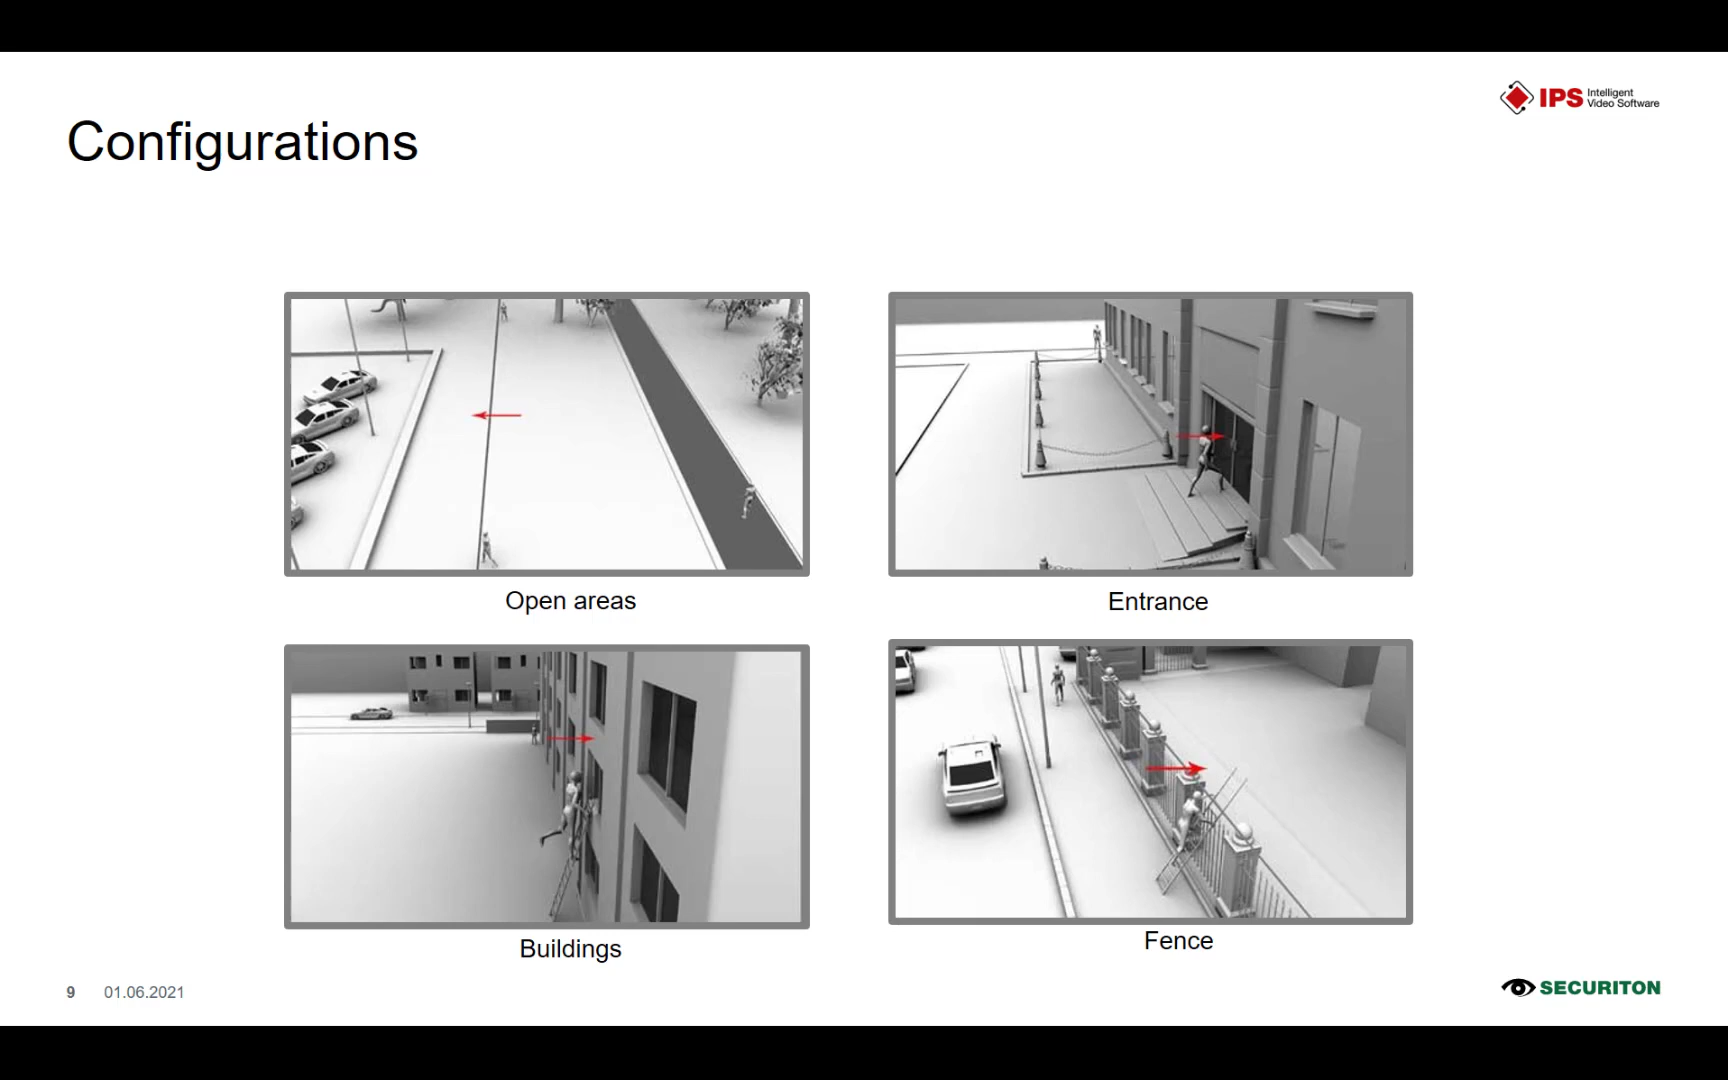 IPS Intelligent
Video Software
Configurations
Open areas
Entrance
Buildings
Fence
9 01.06.2021
SECURITON